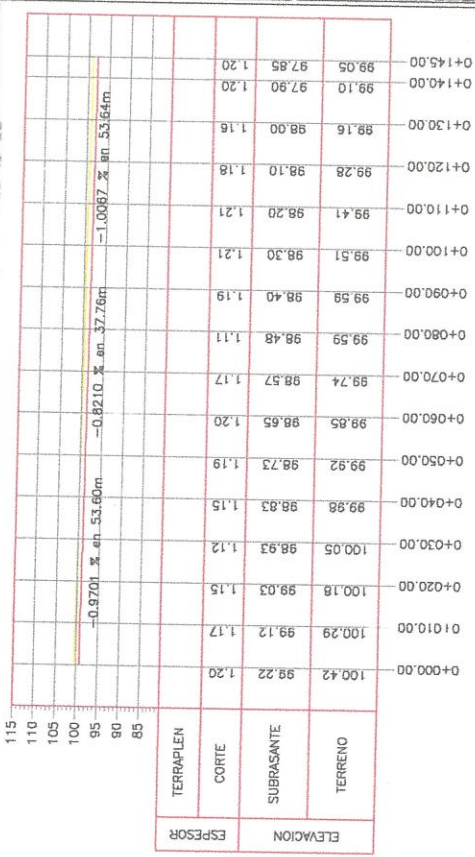 115
110
105
100
95
90
85
-0.9701 % en 53.60m
-0.8210 % en 37.76m
-1.0067 % en 53.64m
ESPESOR
TERRAPLEN
CORTE
1.20 1.17 1.15 1.12 1.15 1.19 1.20 1.17 1.11 1.19 1.21 1.21 1.18 1.16 1.20 1.20
ELEVACION
SUBRASANTE
99.22 99.12 99.03 98.93 98.83 98.73 98.65 98.57 98.48 98.40 98.30 98.20 98.10 98.00 97.90 97.85
TERRENO
100.42 100.29 100.18 100.05 99.98 99.92 99.85 99.74 99.59 99.59 99.51 99.41 99.28 99.16 99.10 99.05
0+000.00 0+010.00 0+020.00 0+030.00 0+040.00 0+050.00 0+060.00 0+070.00 0+080.00 0+090.00 0+100.00 0+110.00 0+120.00 0+130.00 0+140.00 0+145.00